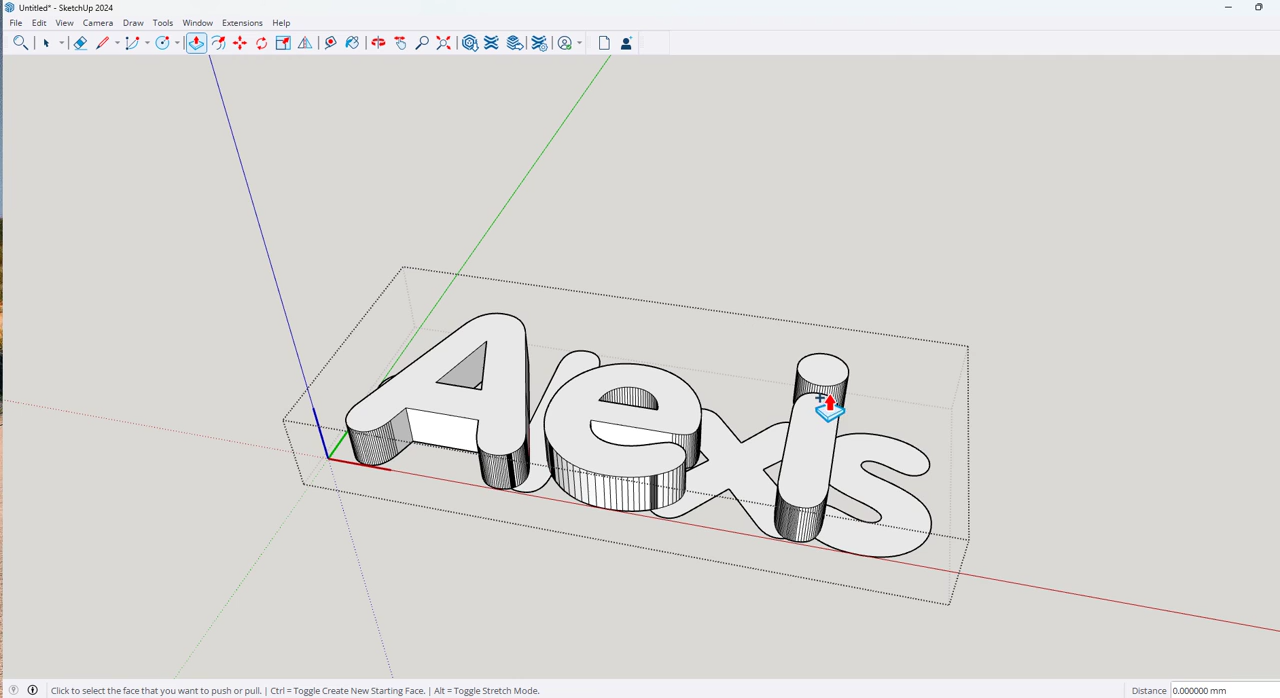 Untitled* - SketchUp 2024
File Edit View Camera Draw Tools Window Extensions Help
Alexis
Click to select the face that you want to push or pull. | Ctrl = Toggle Create New Starting Face. | Alt = Toggle Stretch Mode.
Distance 0.000000 mm